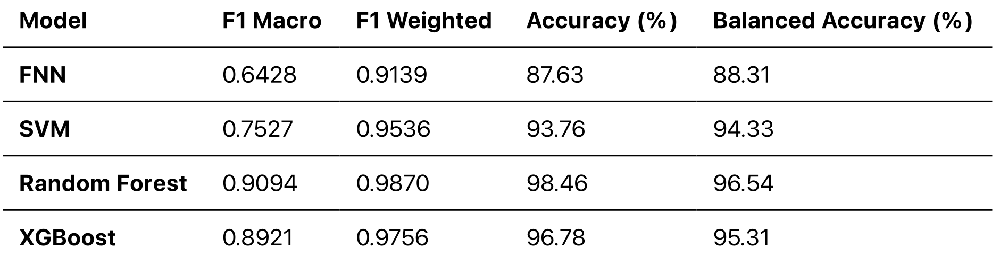 Model F1 Macro F1 Weighted Accuracy (%) Balanced Accuracy (%)
FNN 0.6428 0.9139 87.63 88.31
SVM 0.7527 0.9536 93.76 94.33
Random Forest 0.9094 0.9870 98.46 96.54
XGBoost 0.8921 0.9756 96.78 95.31